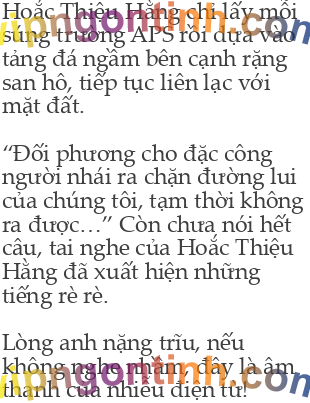 Hoắc Thiệu Hằng chỉ lấy mỗi
súng trường APS rồi dựa vào
tảng đá ngầm bên cạnh rặng
san hô, tiếp tục liên lạc với
mặt đất.
“Đối phương cho đặc công
người nhái ra chặn đường lui
của chúng tôi, tạm thời không
ra được…” Còn chưa nói hết
câu, tai nghe của Hoắc Thiệu
Hằng đã xuất hiện những
tiếng rè rè.
Lòng anh nặng trĩu, nếu
không nghe nhầm, đây là âm
thanh của nhiễu điện từ!
vipngontinh.com
vipngontinh.com